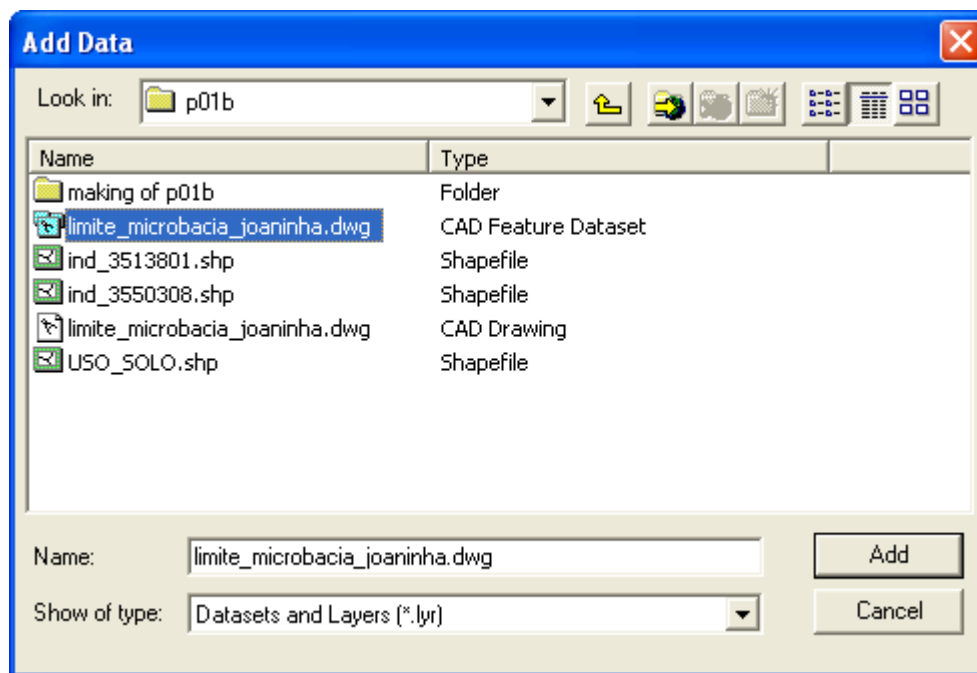 Add Data
Look in: p01b
Name Type
making of p01b Folder
limite_microbacia_joaninha.dwg CAD Feature Dataset
ind_3513801.shp Shapefile
ind_3550308.shp Shapefile
limite_microbacia_joaninha.dwg CAD Drawing
USO_SOLO.shp Shapefile
Name: limite_microbacia_joaninha.dwg Add
Show of type: Datasets and Layers (*.lyr) Cancel